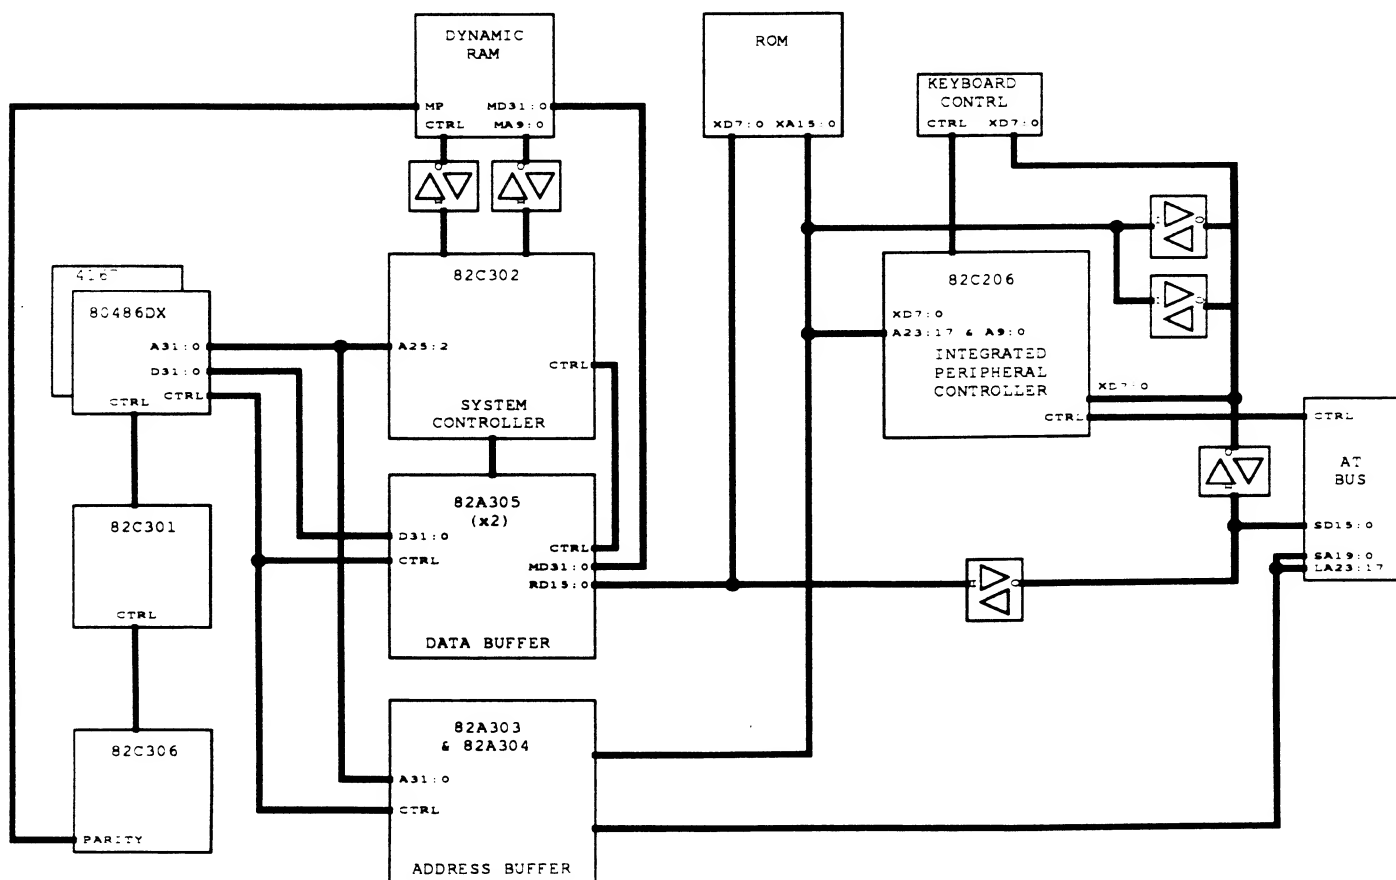 DYNAMIC
RAM
MP MD31:0
CTRL MA9:0
ROM
XD7:0 XA15:0
KEYBOARD
CONTRL
CTRL XD7:0
80486DX
A31:0
D31:0
CTRL
CTRL
82C302
A25:2
CTRL
SYSTEM
CONTROLLER
82C206
XD7:0
A23:17 & A9:0
INTEGRATED
PERIPHERAL
CONTROLLER
XD7:0
CTRL
CTRL
AT
BUS
SD15:0
SA19:0
LA23:17
82C301
CTRL
82A305
(x2)
D31:0
CTRL
CTRL
MD31:0
RD15:0
DATA BUFFER
82C306
PARITY
82A303
& 82A304
A31:0
CTRL
ADDRESS BUFFER